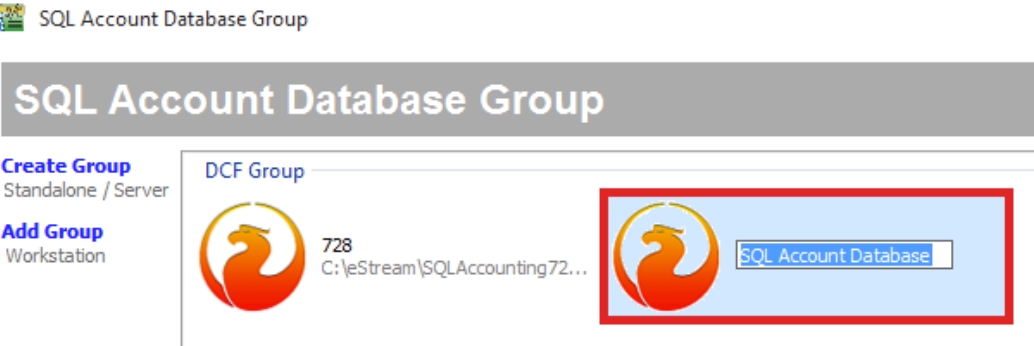 SQL Account Database Group
SQL Account Database Group
Create Group
Standalone / Server
Add Group
Workstation
DCF Group
728
C:\eStream\SQLAccounting72...
SQL Account Database